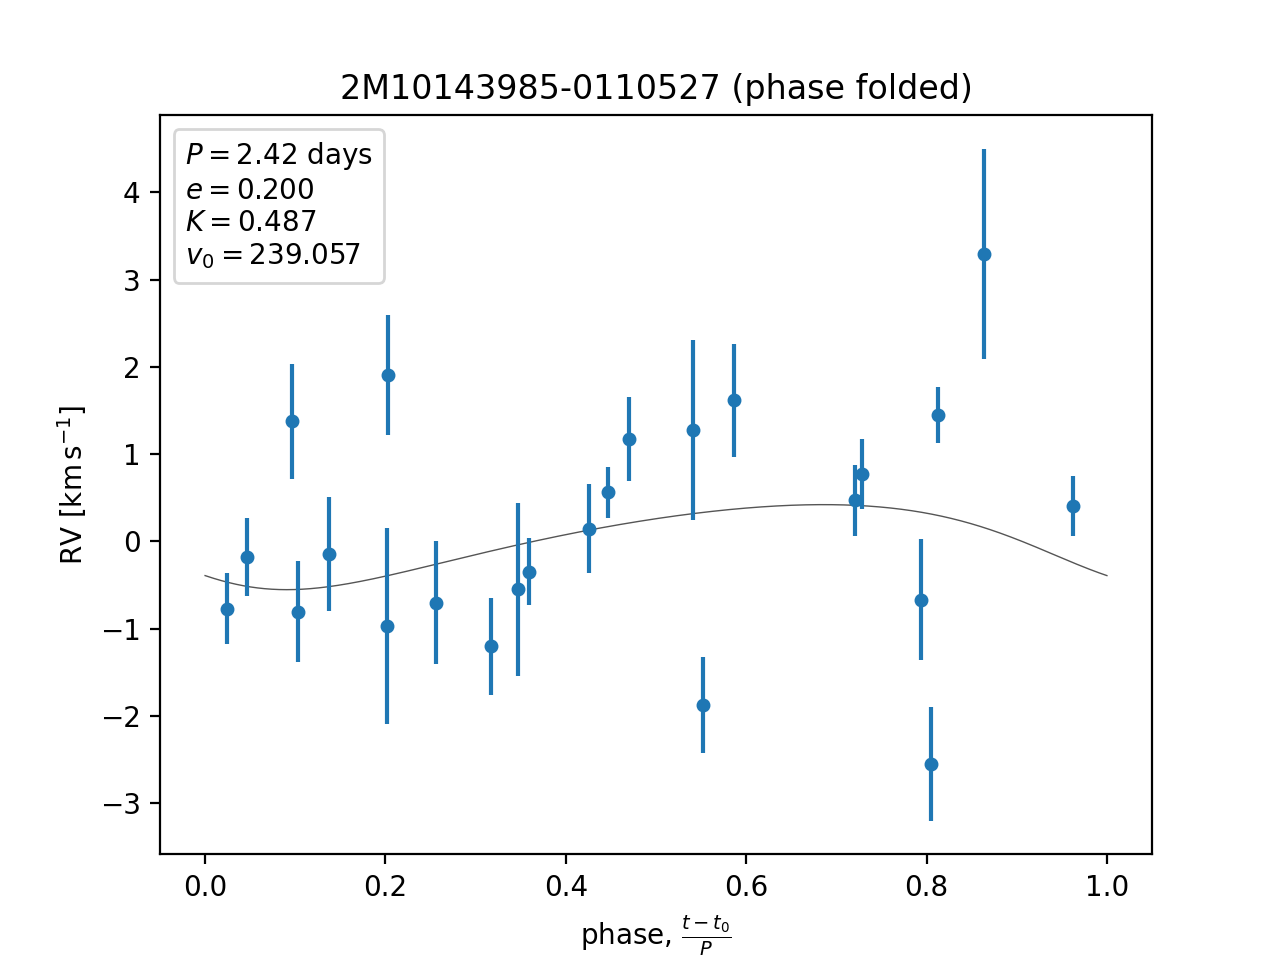 2M10143985-0110527 (phase folded)
P = 2.42 days
e = 0.200
K = 0.487
v₀ = 239.057
RV [km s⁻¹]
4
3
2
1
0
−1
−2
−3
0.0 0.2 0.4 0.6 0.8 1.0
phase, (t − t₀)/P